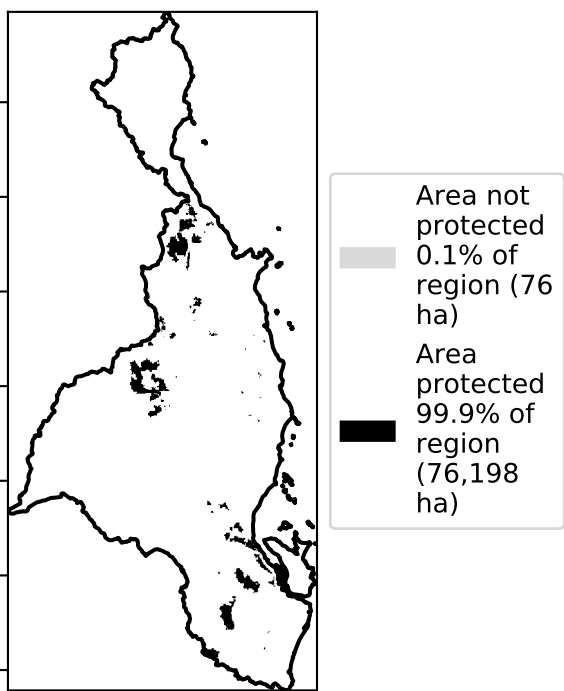 Area not
protected
0.1% of
region (76
ha)
Area
protected
99.9% of
region
(76,198
ha)